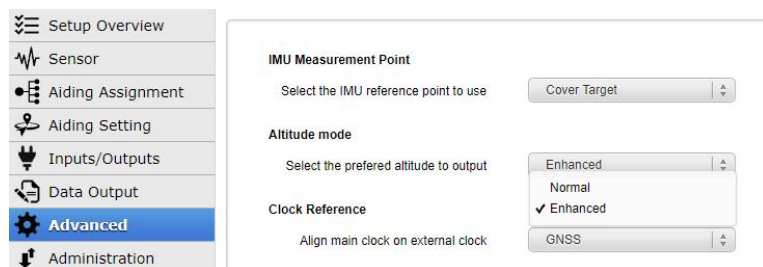 Setup Overview
Sensor
Aiding Assignment
Aiding Setting
Inputs/Outputs
Data Output
Advanced
Administration
IMU Measurement Point
Select the IMU reference point to use Cover Target
Altitude mode
Select the prefered altitude to output Enhanced
Normal
✓ Enhanced
Clock Reference
Align main clock on external clock GNSS